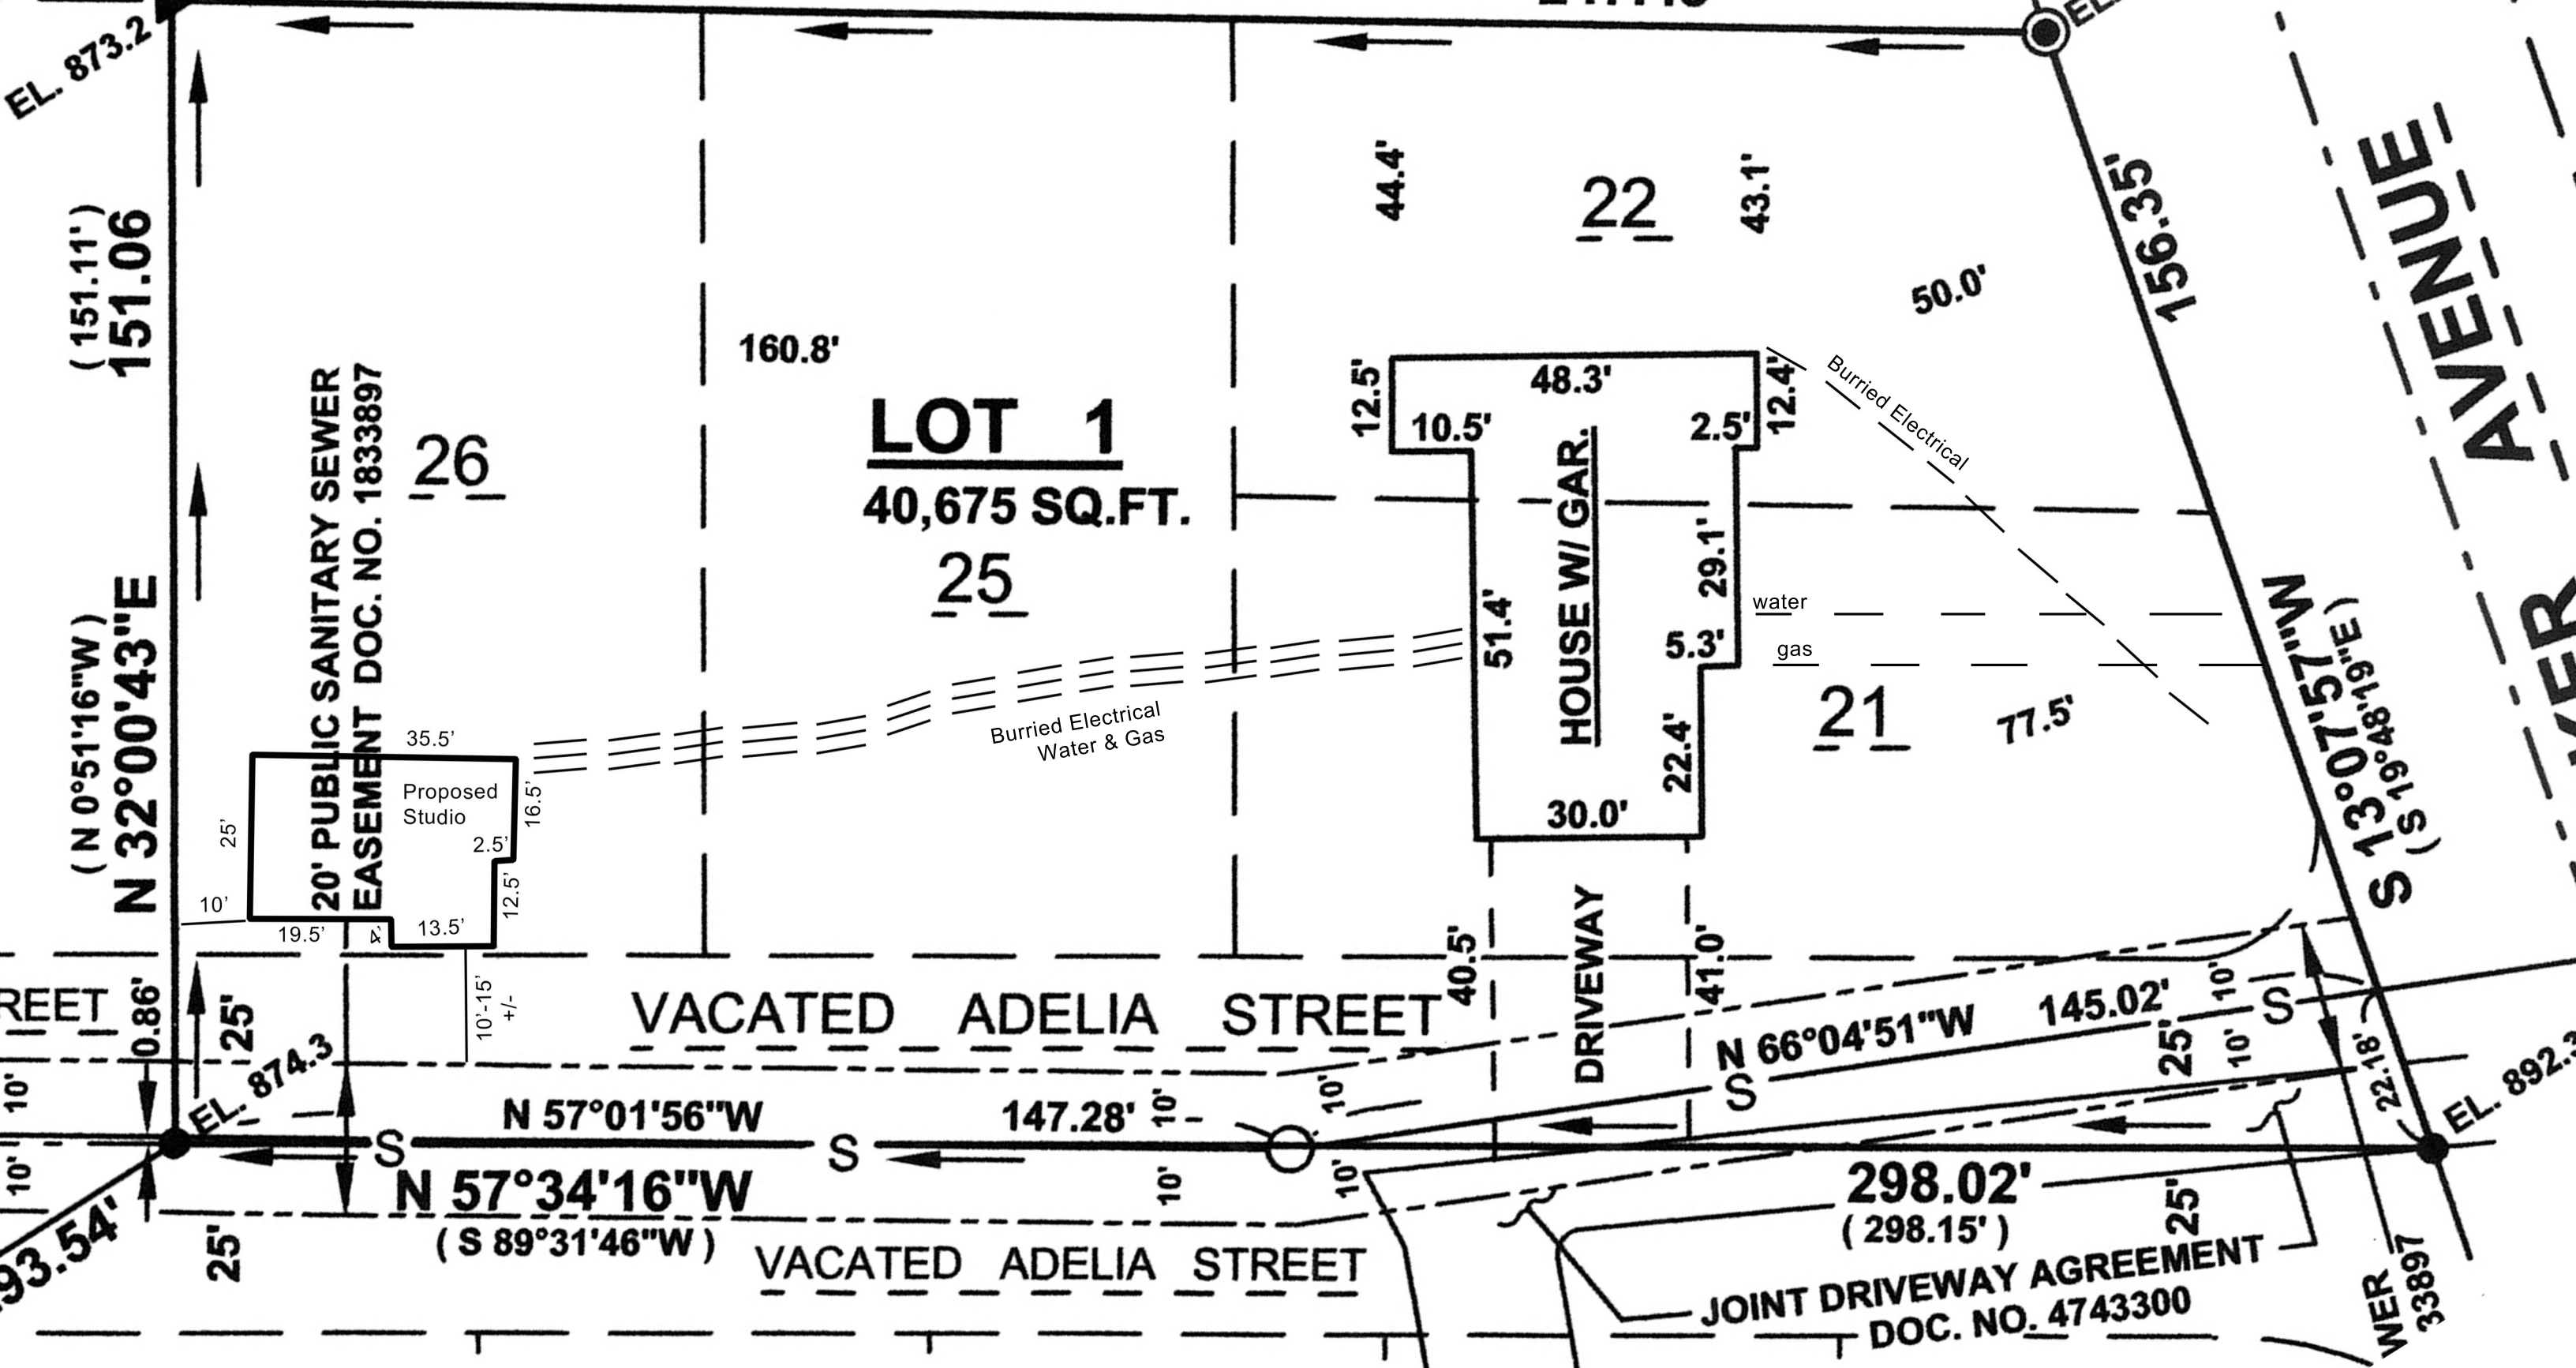 EL. 873.2
EL.
(151.11')
151.06
44.4'
22
43.1'
156.35'
AVENUE
50.0'
160.8'
12.5'
48.3'
12.4'
10.5'
2.5'
Burried Electrical
LOT 1
40,675 SQ.FT.
26
25
20' PUBLIC SANITARY SEWER
EASEMENT DOC. NO. 1833897
HOUSE W/ GAR.
29.1'
51.4'
5.3'
water
gas
(N 0°51'16"W)
N 32°00'43"E
Burried Electrical
Water & Gas
21
77.5'
22.4'
30.0'
S 13°07'57"W
(S 19°48'19"E)
35.5'
Proposed
Studio
16.5'
2.5'
25'
12.5'
10'
19.5'
4'
13.5'
10'-15'
+/-
REET
0.86'
25'
EL. 874.3
VACATED ADELIA STREET
40.5'
DRIVEWAY
41.0'
N 66°04'51"W
145.02'
10'
S
25'
10'
22.18'
EL. 892.3
10'
10'
S
N 57°01'56"W
147.28'
10'
10'
S
S
10'
10'
N 57°34'16"W
(S 89°31'46"W)
298.02'
(298.15')
25'
93.54'
25'
VACATED ADELIA STREET
JOINT DRIVEWAY AGREEMENT
DOC. NO. 4743300
WER
33897